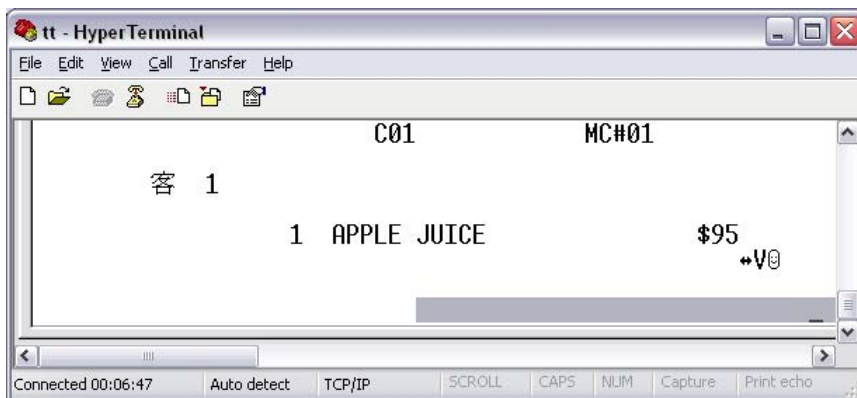 tt - HyperTerminal
File Edit View Call Transfer Help
C01 MC#01
客 1
1 APPLE JUICE $95
↔V☺
Connected 00:06:47 Auto detect TCP/IP SCROLL CAPS NUM Capture Print echo